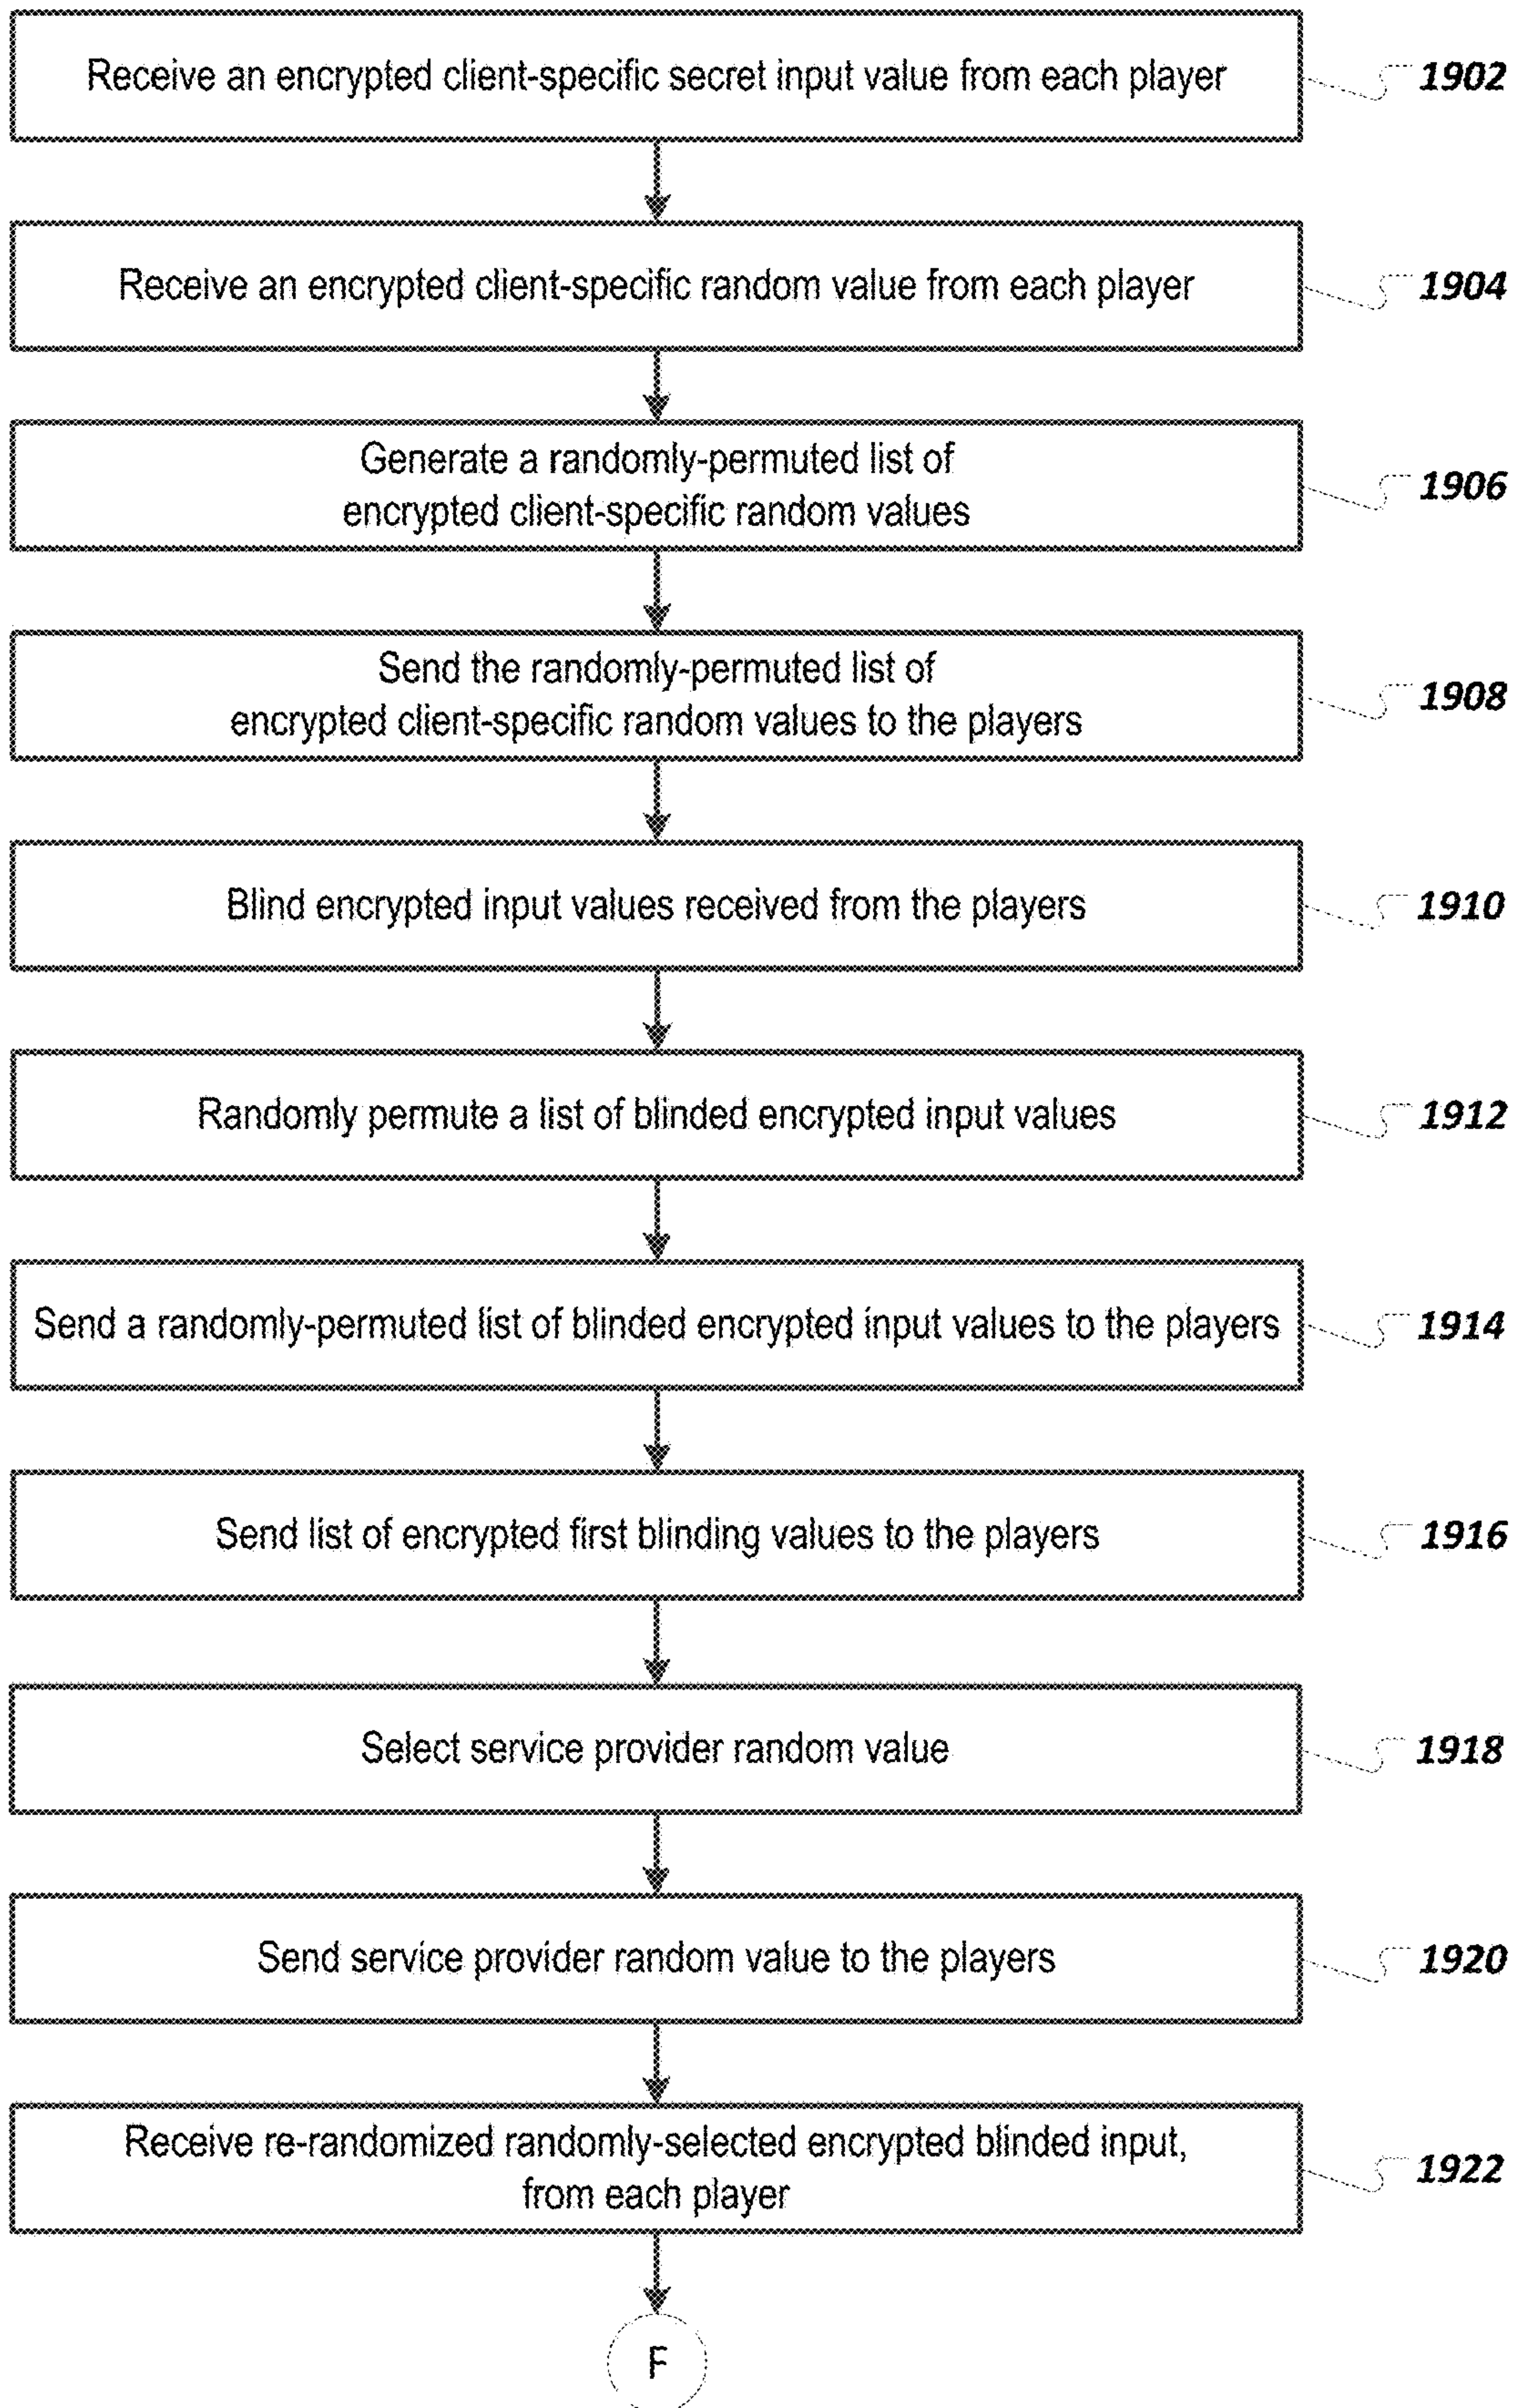 Receive an encrypted client-specific secret input value from each player
1902
Receive an encrypted client-specific random value from each player
1904
Generate a randomly-permuted list of
encrypted client-specific random values
1906
Send the randomly-permuted list of
encrypted client-specific random values to the players
1908
Blind encrypted input values received from the players
1910
Randomly permute a list of blinded encrypted input values
1912
Send a randomly-permuted list of blinded encrypted input values to the players
1914
Send list of encrypted first blinding values to the players
1916
Select service provider random value
1918
Send service provider random value to the players
1920
Receive re-randomized randomly-selected encrypted blinded input,
from each player
1922
F